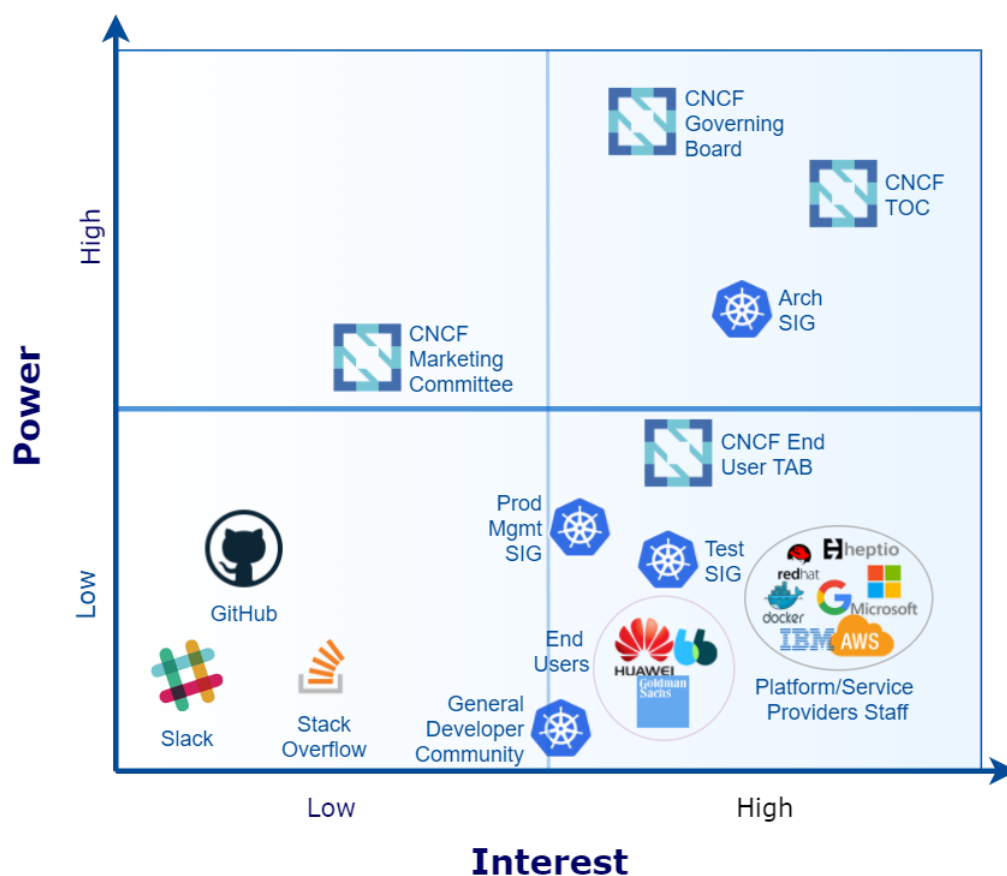 CNCF
Governing
Board
CNCF
TOC
High
Arch
SIG
CNCF
Marketing
Committee
Power
CNCF End
User TAB
Prod
Mgmt
SIG
Test
SIG
redhat
heptio
docker
Microsoft
IBM
AWS
Low
GitHub
End
Users
HUAWEI
Goldman
Sachs
Platform/Service
Providers Staff
Slack
Stack
Overflow
General
Developer
Community
Low
High
Interest